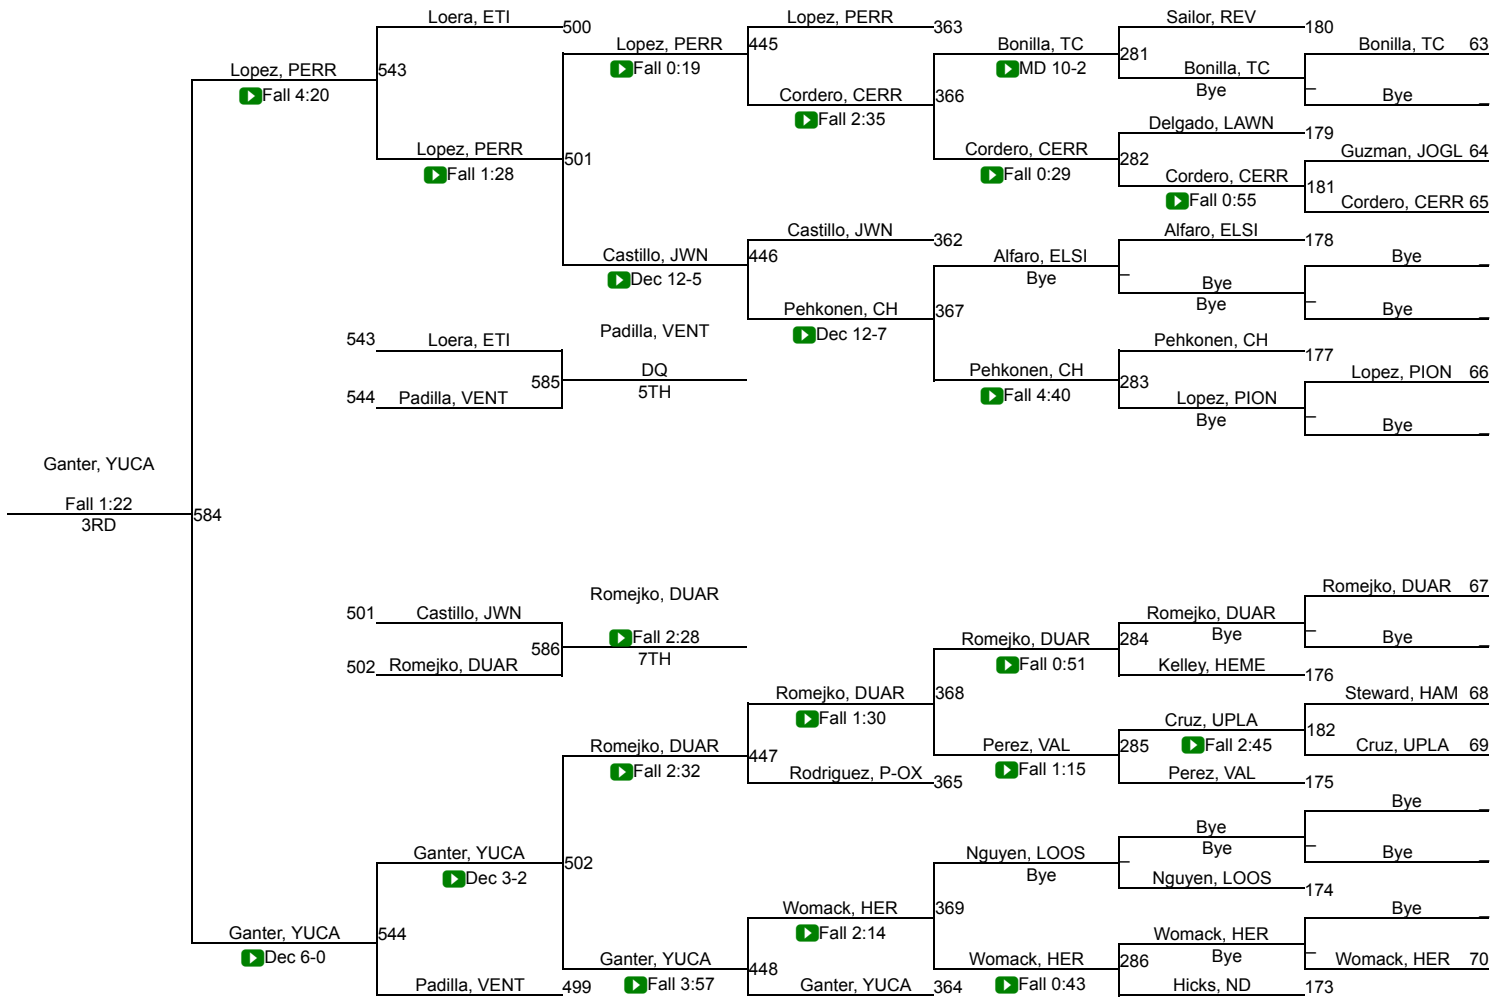 Loera, ETI 500 Lopez, PERR 363 Sailor, REV 180
Lopez, PERR 445 Bonilla, TC 281 Bonilla, TC 63
Lopez, PERR 543 Fall 0:19 MD 10-2 Bonilla, TC
Fall 4:20 Cordero, CERR 366 Bye _ Bye _
Fall 2:35 Delgado, LAWN 179
Lopez, PERR 501 Cordero, CERR 282 Guzman, JOGL 64
Fall 1:28 Fall 0:29 Cordero, CERR 181
Fall 0:55 Cordero, CERR 65
Castillo, JWN 362 Alfaro, ELSI 178
Castillo, JWN 446 Alfaro, ELSI _ Bye _
Dec 12-5 Bye Bye
Pehkonen, CH 367 Bye _ Bye _
543 Loera, ETI Padilla, VENT Dec 12-7 Pehkonen, CH 177
585 DQ Pehkonen, CH 283 Lopez, PION 66
544 Padilla, VENT 5TH Fall 4:40 Lopez, PION
Bye _ Bye _
Ganter, YUCA
Fall 1:22
3RD 584
Romejko, DUAR Romejko, DUAR 67
501 Castillo, JWN Romejko, DUAR
586 Fall 2:28 Romejko, DUAR 284 Bye _ Bye _
502 Romejko, DUAR 7TH Fall 0:51 Kelley, HEME 176
Romejko, DUAR 368 Steward, HAM 68
Fall 1:30 Cruz, UPLA 182
Romejko, DUAR 447 Perez, VAL 285 Fall 2:45 Cruz, UPLA 69
Fall 2:32 Rodriguez, P-OX 365 Fall 1:15 Perez, VAL 175
Bye _
Bye
Ganter, YUCA 502 Nguyen, LOOS _ Bye _ Bye _
Dec 3-2 Bye Nguyen, LOOS 174
Womack, HER 369 Bye _
Ganter, YUCA 544 Fall 2:14 Womack, HER
Dec 6-0 Ganter, YUCA 448 Womack, HER 286 Bye _ Womack, HER 70
Padilla, VENT 499 Fall 3:57 Ganter, YUCA 364 Fall 0:43 Hicks, ND 173